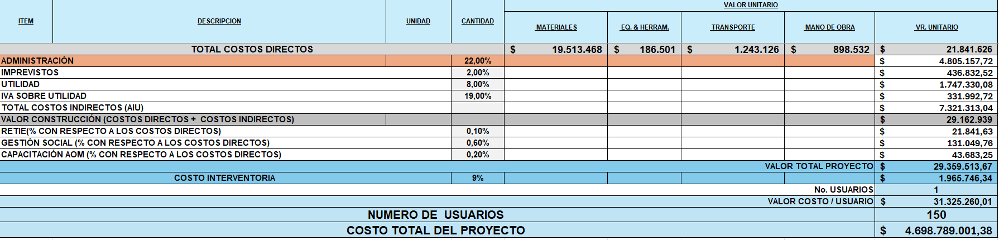 VALOR UNITARIO
ITEM DESCRIPCION UNIDAD CANTIDAD MATERIALES EQ. & HERRAM. TRANSPORTE MANO DE OBRA VR. UNITARIO
TOTAL COSTOS DIRECTOS $ 19.513.468 $ 186.501 $ 1.243.126 $ 898.532 $ 21.841.626
ADMINISTRACIÓN 22,00% $ 4.805.157,72
IMPREVISTOS 2,00% $ 436.832,52
UTILIDAD 8,00% $ 1.747.330,08
IVA SOBRE UTILIDAD 19,00% $ 331.992,72
TOTAL COSTOS INDIRECTOS (AIU) $ 7.321.313,04
VALOR CONSTRUCCIÓN (COSTOS DIRECTOS + COSTOS INDIRECTOS) $ 29.162.939
RETIE(% CON RESPECTO A LOS COSTOS DIRECTOS) 0,10% $ 21.841,63
GESTIÓN SOCIAL (% CON RESPECTO A LOS COSTOS DIRECTOS) 0,60% $ 131.049,76
CAPACITACIÓN AOM (% CON RESPECTO A LOS COSTOS DIRECTOS) 0,20% $ 43.683,25
VALOR TOTAL PROYECTO $ 29.359.513,67
COSTO INTERVENTORIA 9% $ 1.965.746,34
No. USUARIOS 1
VALOR COSTO / USUARIO $ 31.325.260,01
NUMERO DE USUARIOS 150
COSTO TOTAL DEL PROYECTO $ 4.698.789.001,38